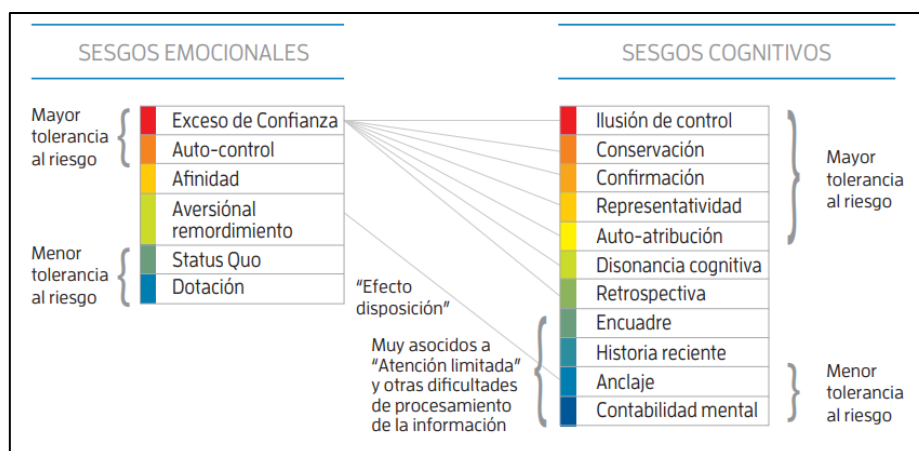 SESGOS EMOCIONALES
Mayor
tolerancia
al riesgo
Exceso de Confianza
Auto-control
Afinidad
Aversiónal
remordimiento
Menor
tolerancia
al riesgo
Status Quo
Dotación
"Efecto
disposición"
Muy asociados a
"Atención limitada"
y otras dificultades
de procesamiento
de la información
SESGOS COGNITIVOS
Ilusión de control
Conservación
Confirmación
Representatividad
Auto-atribución
Disonancia cognitiva
Retrospectiva
Encuadre
Historia reciente
Anclaje
Contabilidad mental
Mayor
tolerancia
al riesgo
Menor
tolerancia
al riesgo